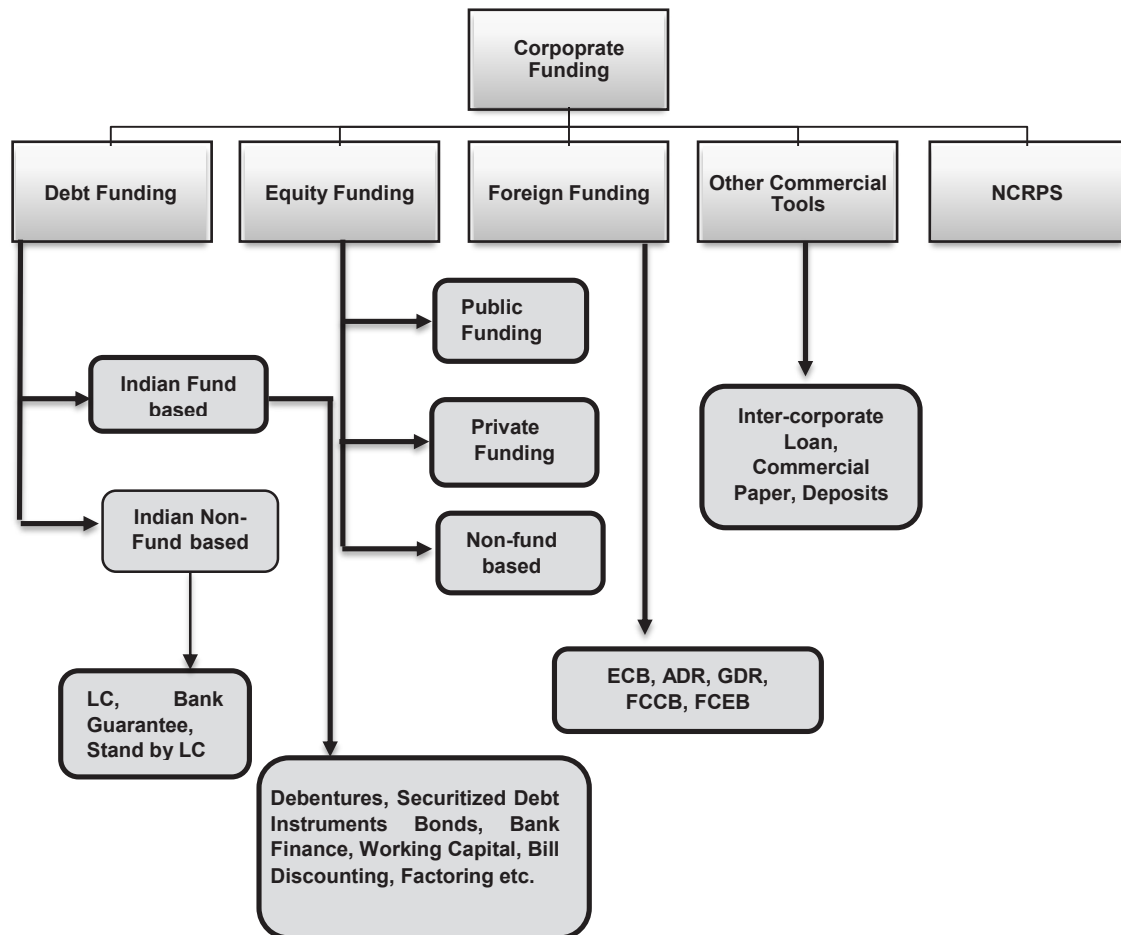 Corpoprate
Funding
Debt Funding
Equity Funding
Foreign Funding
Other Commercial
Tools
NCRPS
Public
Funding
Indian Fund
based
Private
Funding
Inter-corporate
Loan,
Commercial
Paper, Deposits
Indian Non-
Fund based
Non-fund
based
ECB, ADR, GDR,
FCCB, FCEB
LC, Bank
Guarantee,
Stand by LC
Debentures, Securitized Debt
Instruments Bonds, Bank
Finance, Working Capital, Bill
Discounting, Factoring etc.